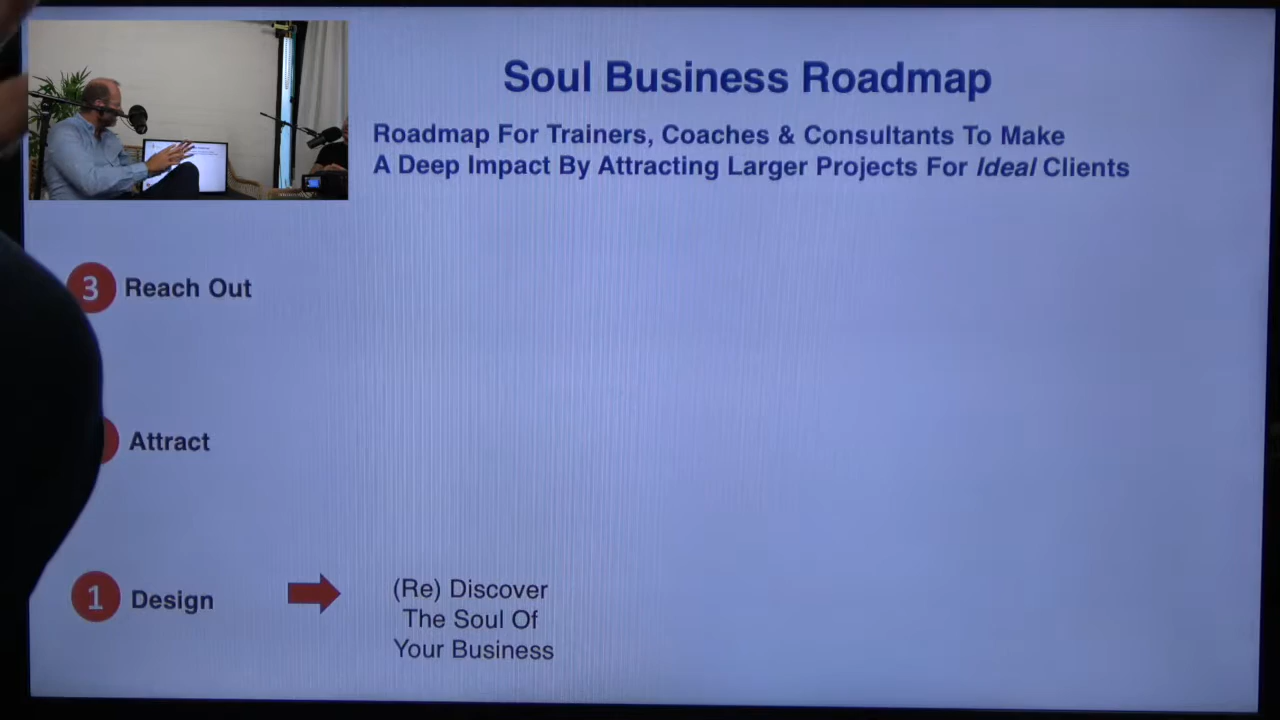 Soul Business Roadmap
Roadmap For Trainers, Coaches & Consultants To Make
A Deep Impact By Attracting Larger Projects For Ideal Clients
3 Reach Out
Attract
1 Design
(Re) Discover
The Soul Of
Your Business